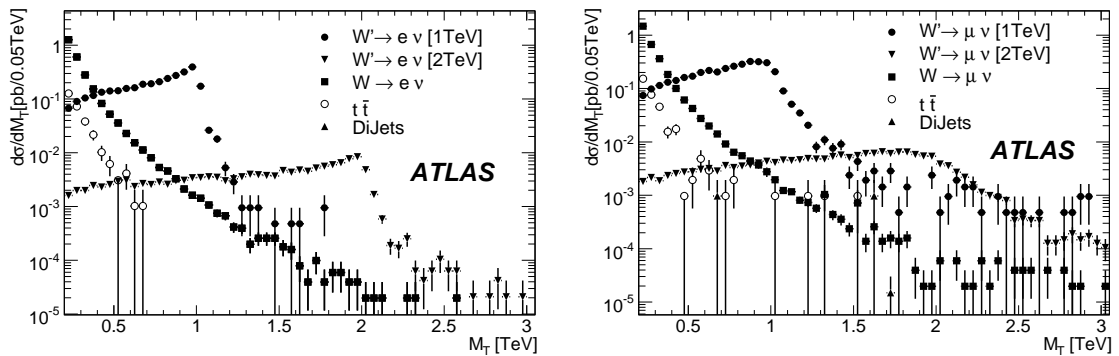 dσ/dM_T[pb/0.05TeV]
1
10⁻¹
10⁻²
10⁻³
10⁻⁴
10⁻⁵
W'→ e ν [1TeV]
W'→ e ν [2TeV]
W → e ν
t t̄
DiJets
ATLAS
0.5 1 1.5 2 2.5 3
M_T [TeV]
dσ/dM_T[pb/0.05TeV]
1
10⁻¹
10⁻²
10⁻³
10⁻⁴
10⁻⁵
W'→ μ ν [1TeV]
W'→ μ ν [2TeV]
W → μ ν
t t̄
DiJets
ATLAS
0.5 1 1.5 2 2.5 3
M_T [TeV]